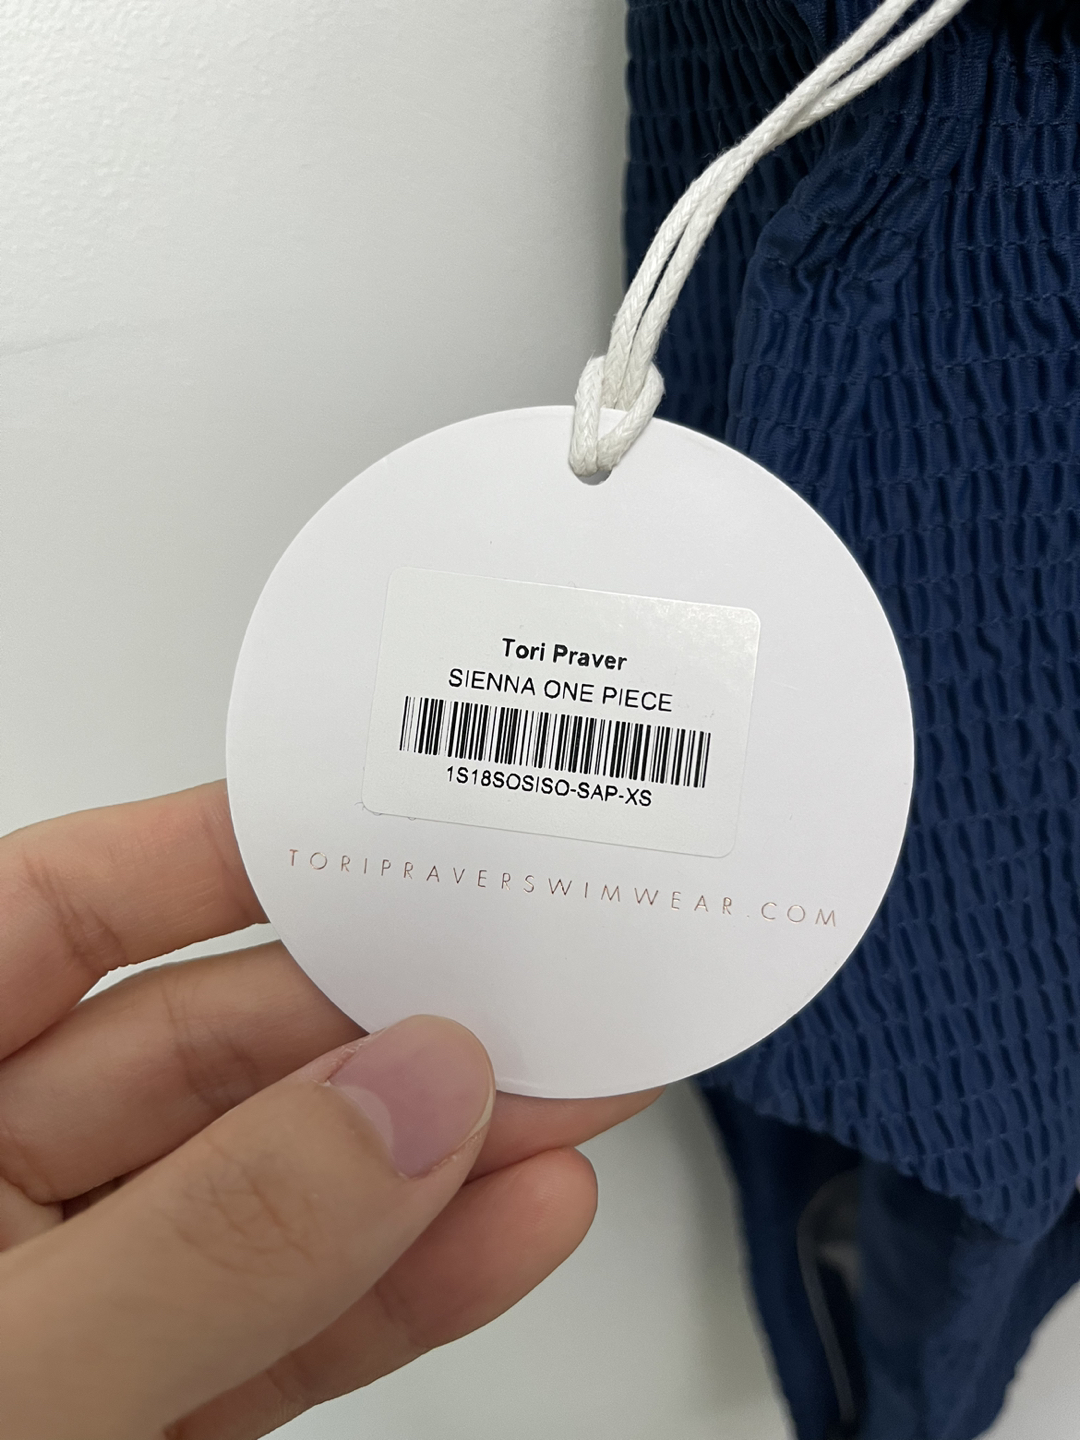 Tori Praver
SIENNA ONE PIECE
1S18SOSISO-SAP-XS
TORIPRAVERSWIMWEAR.COM